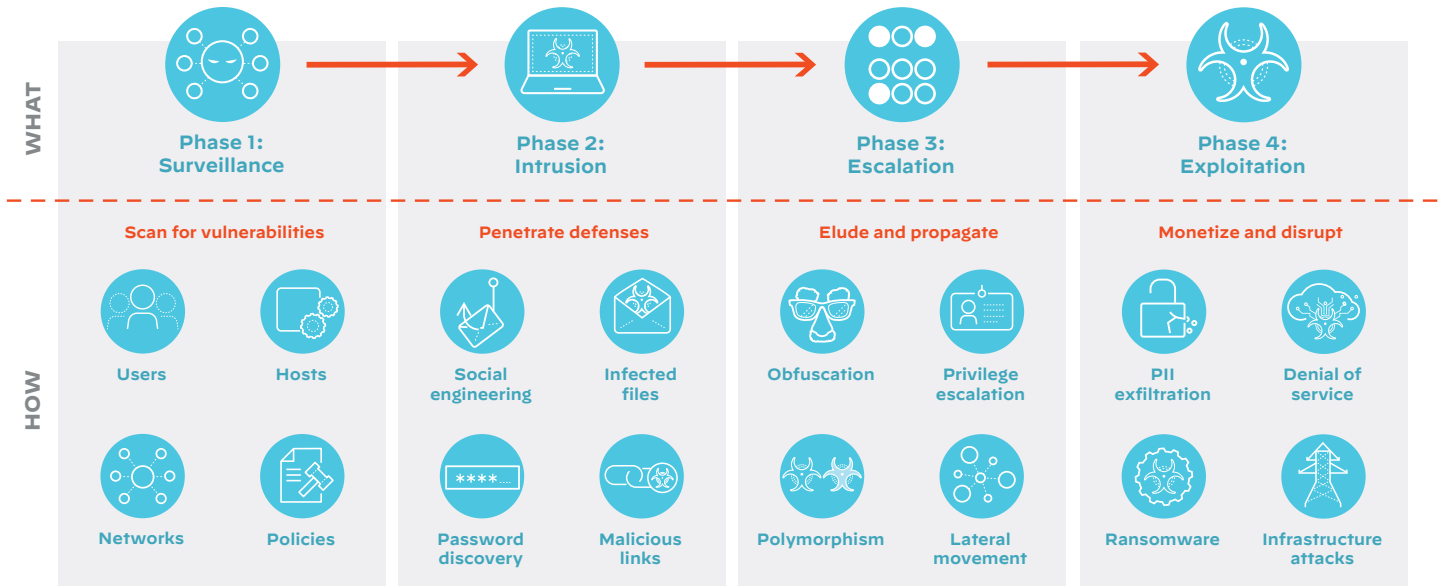 WHAT
Phase 1:
Surveillance
Phase 2:
Intrusion
Phase 3:
Escalation
Phase 4:
Exploitation
HOW
Scan for vulnerabilities
Users
Hosts
Networks
Policies
Penetrate defenses
Social
engineering
Infected
files
****....
Password
discovery
Malicious
links
Elude and propagate
Obfuscation
Privilege
escalation
Polymorphism
Lateral
movement
Monetize and disrupt
PII
exfiltration
Denial of
service
Ransomware
Infrastructure
attacks